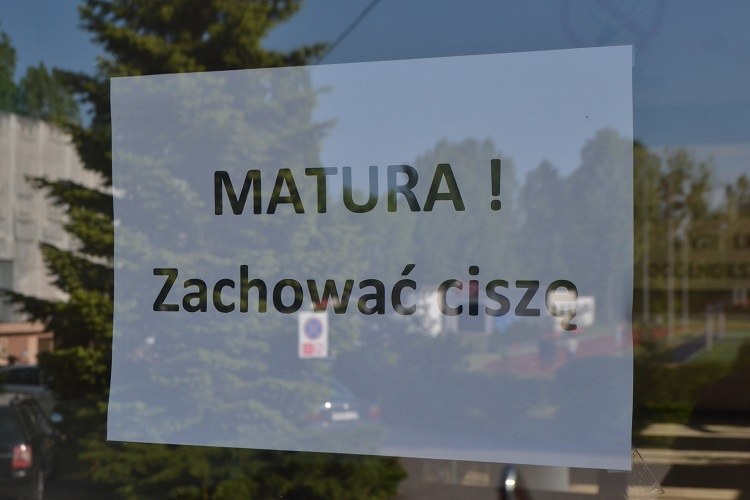 MATURA !
Zachować ciszę